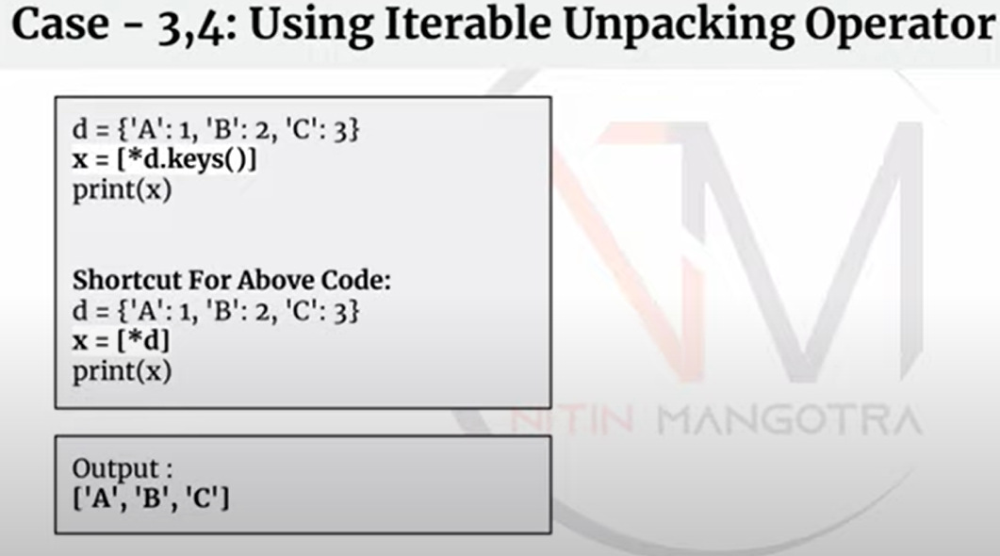 Case - 3,4: Using Iterable Unpacking Operator
d = {'A': 1, 'B': 2, 'C': 3}
x = [*d.keys()]
print(x)
Shortcut For Above Code:
d = {'A': 1, 'B': 2, 'C': 3}
x = [*d]
print(x)
NITIN MANGOTRA
Output :
['A', 'B', 'C']